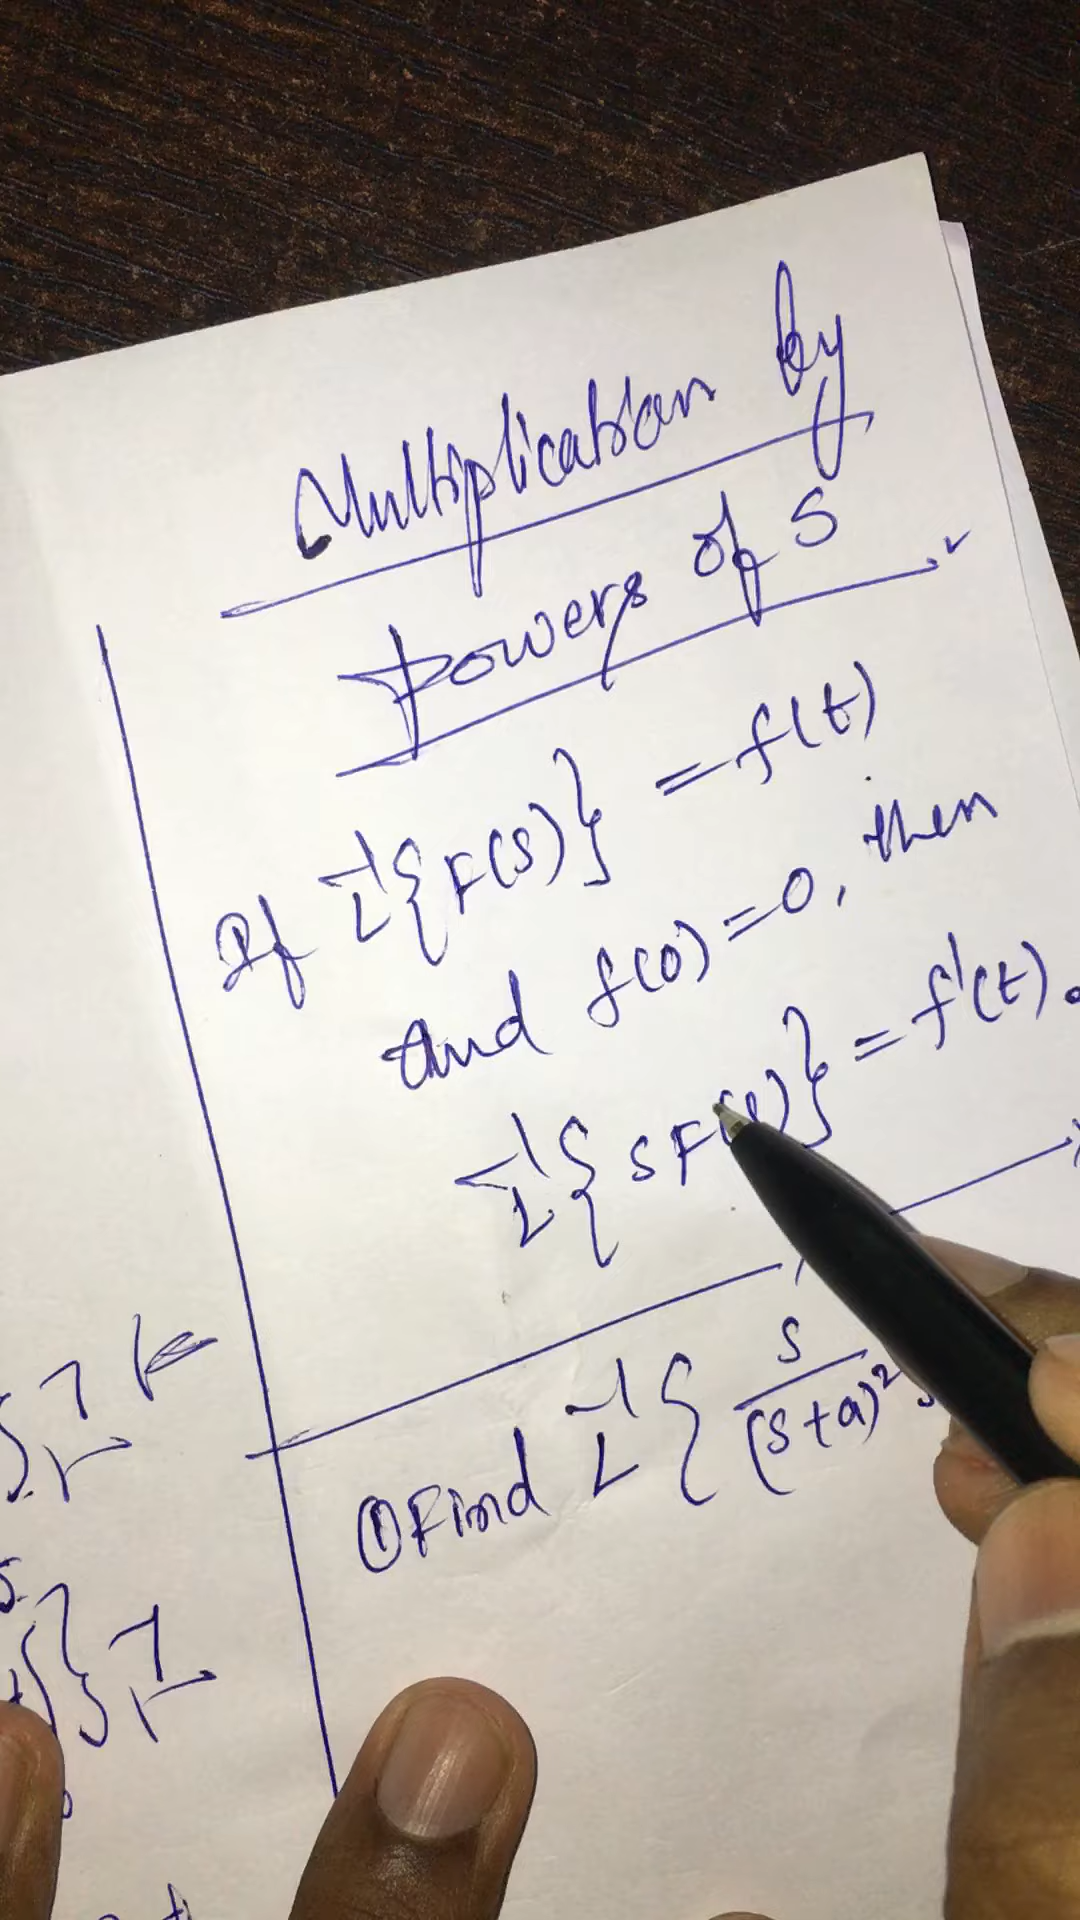 Multiplication by
Powers of S
If L⁻¹{F(s)} = f(t)
and f(0) = 0, then
L⁻¹{sF(s)} = f'(t).
① Find L⁻¹{s/(s+a)²